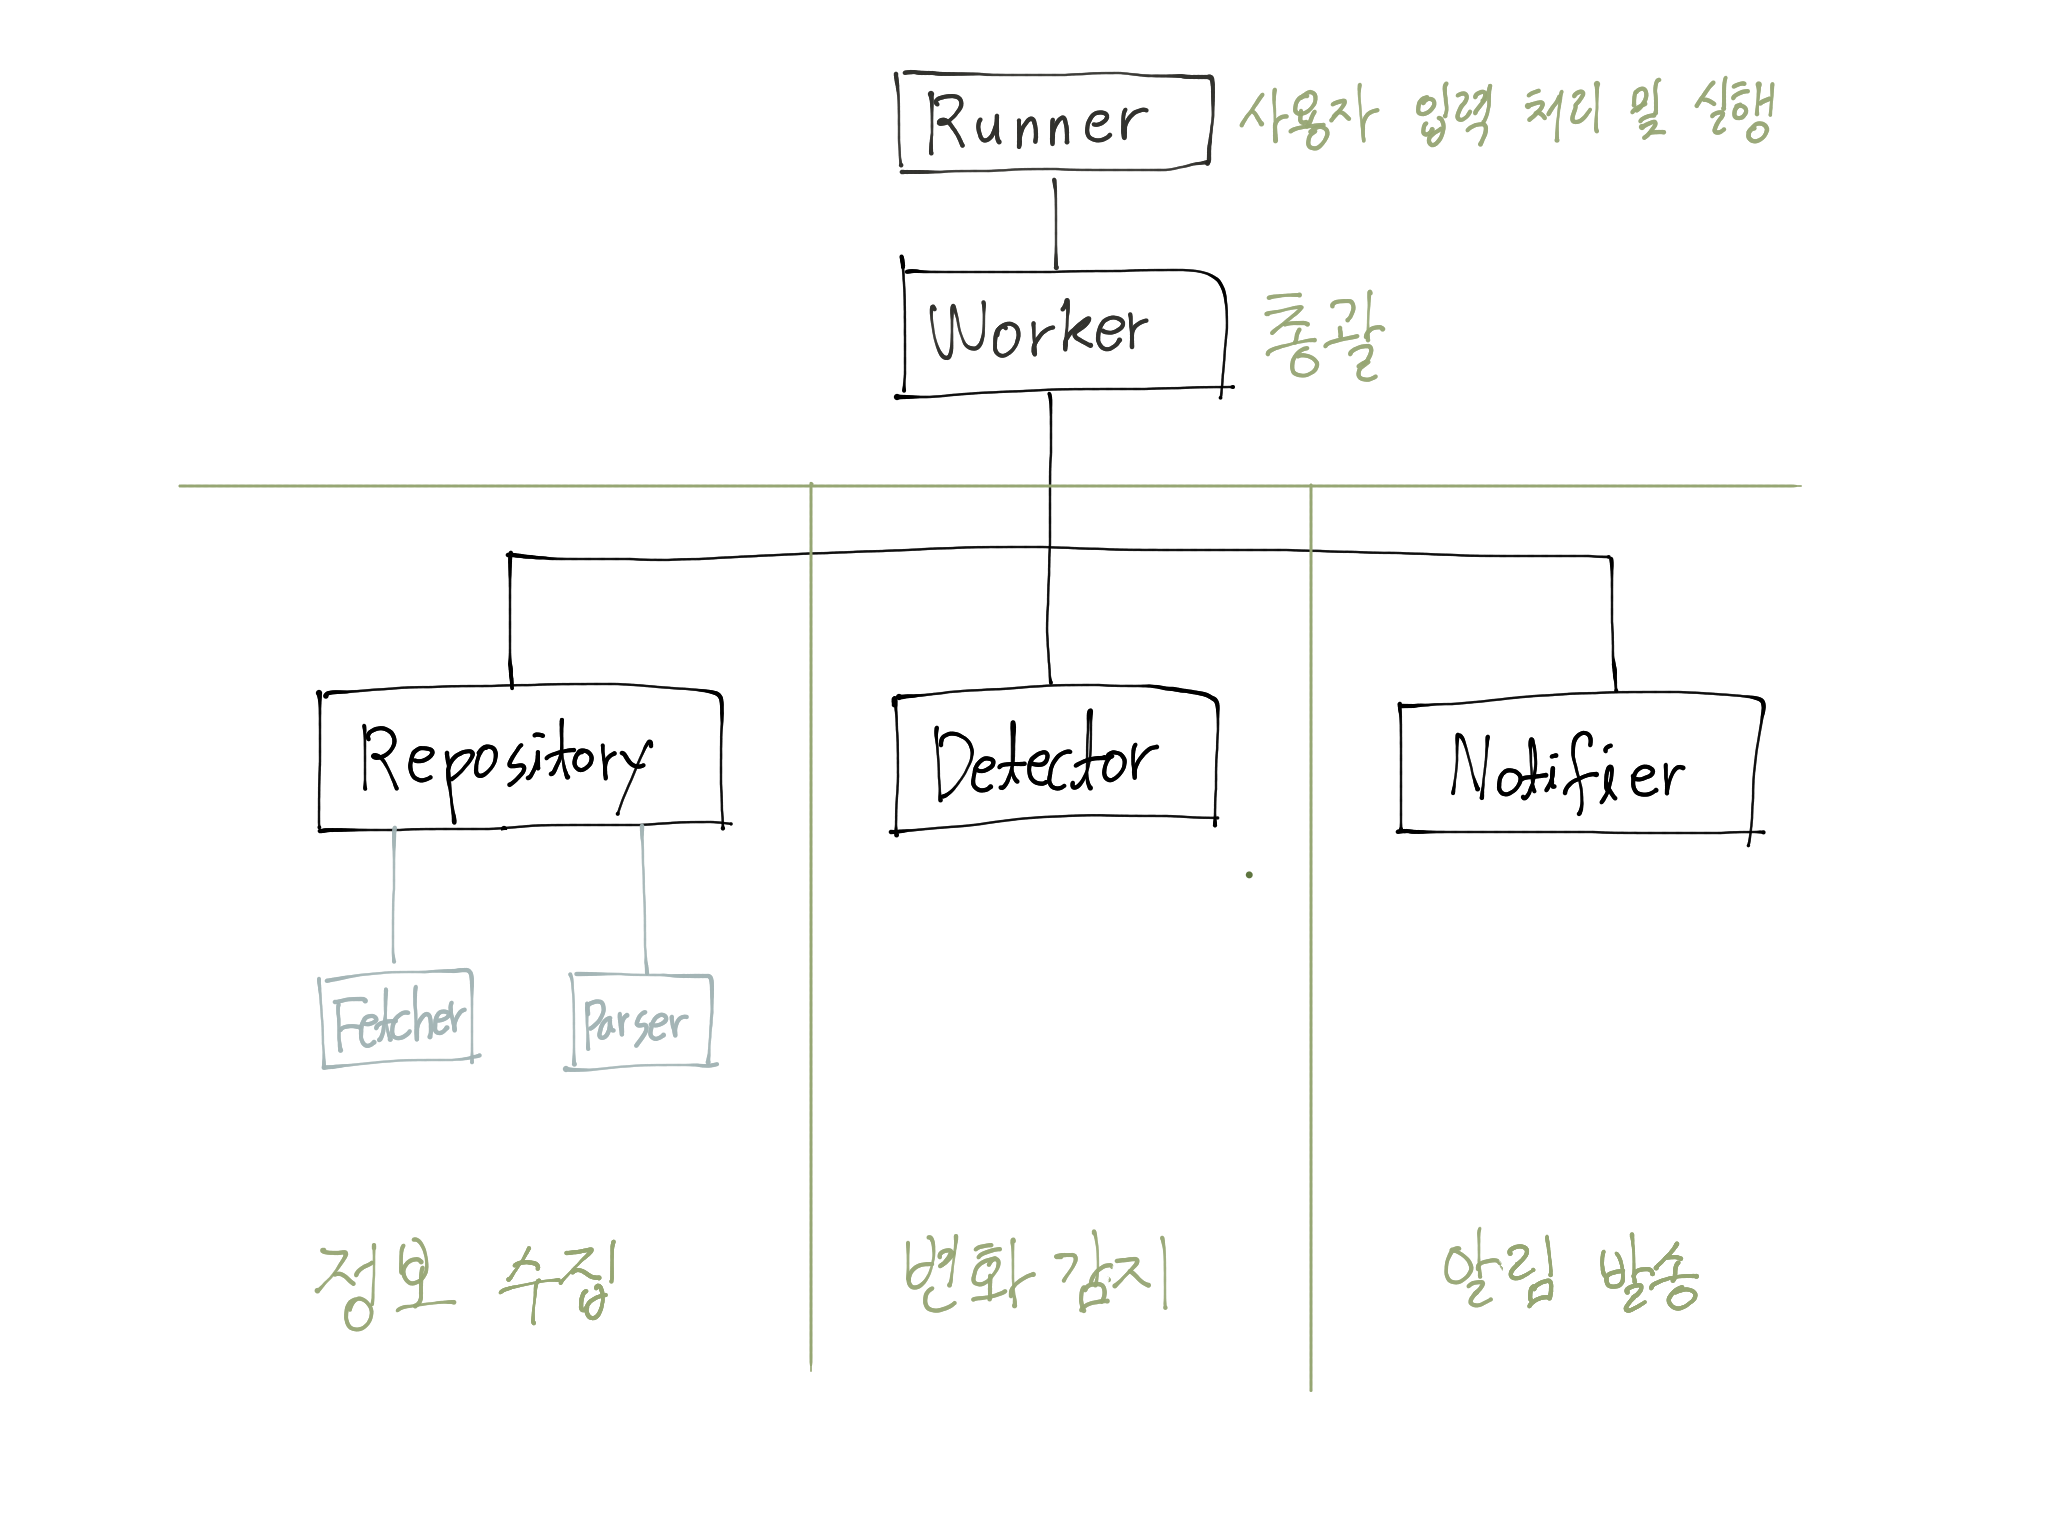 Runner 사용자 입력 처리 및 실행
Worker 총괄
Repository Detector Notifier
Fetcher Parser
정보 수집 변화 감지 알림 발송